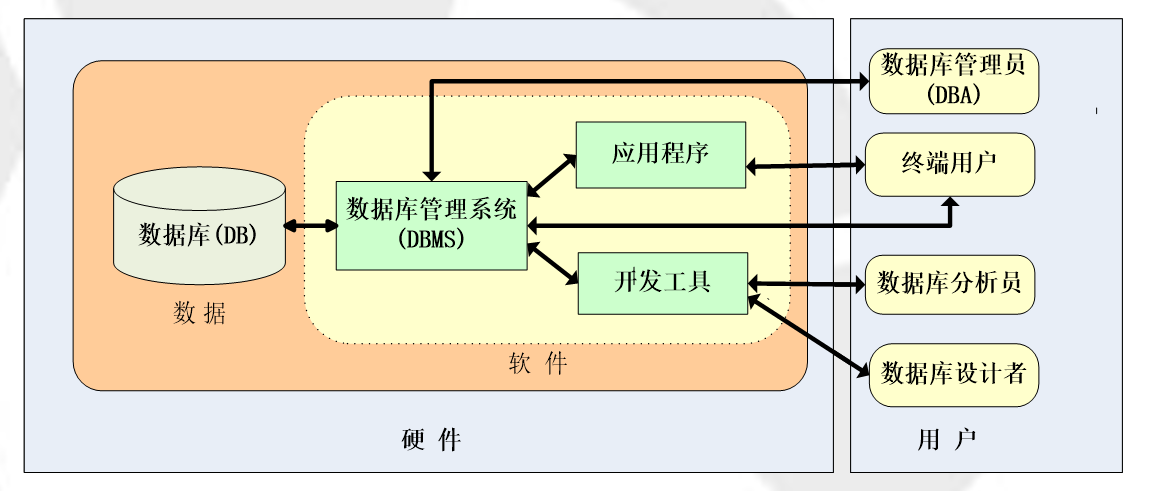 数据库管理员
(DBA)
应用程序
终端用户
数据库管理系统
(DBMS)
数据库(DB)
开发工具
数据库分析员
数据
软 件
数据库设计者
硬 件
用 户